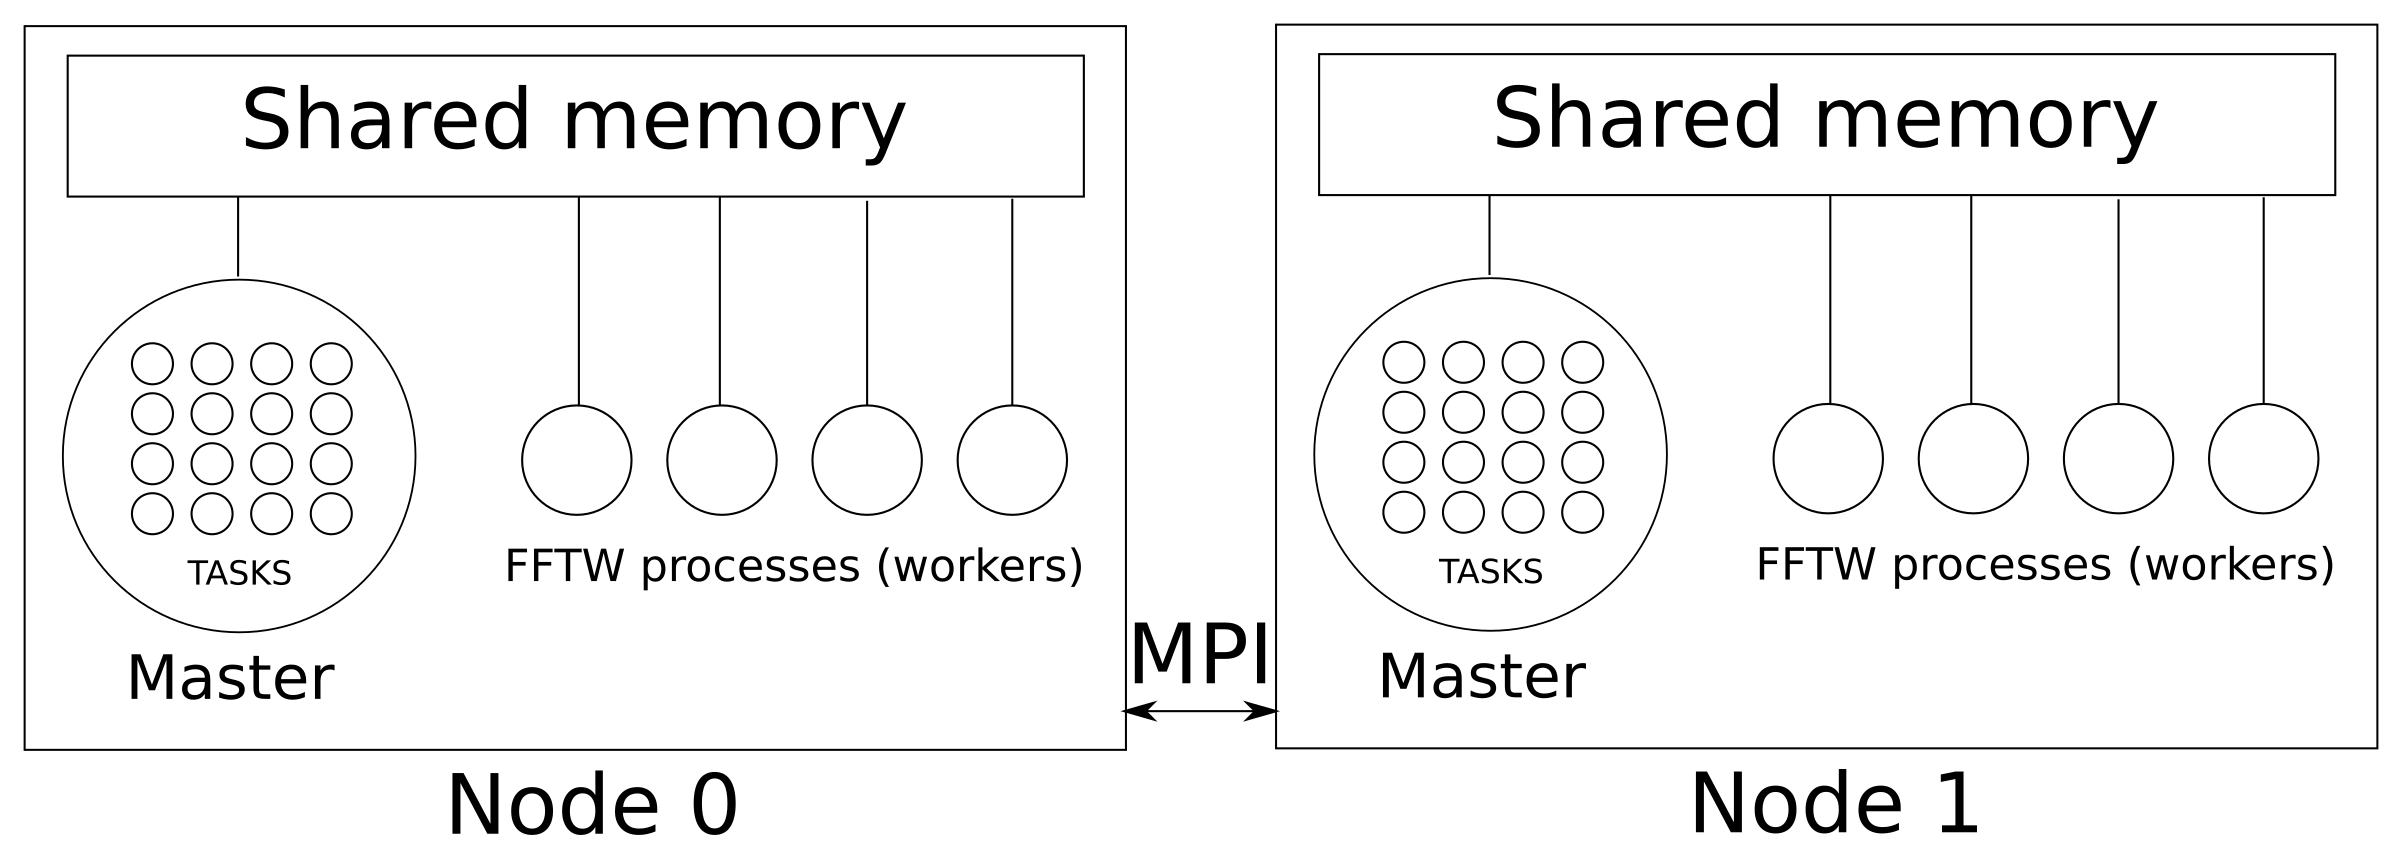 Shared memory
TASKS
FFTW processes (workers)
Master
Node 0
MPI
Shared memory
TASKS
FFTW processes (workers)
Master
Node 1